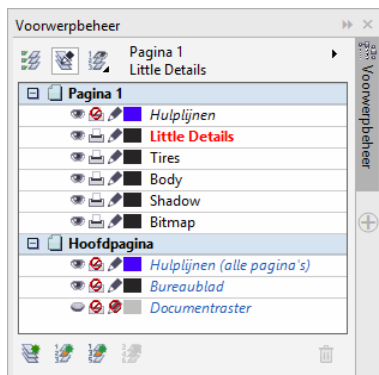 Voorwerpbeheer
Pagina 1
Little Details
Voorwerpbeheer
Pagina 1
Hulplijnen
Little Details
Tires
Body
Shadow
Bitmap
Hoofdpagina
Hulplijnen (alle pagina's)
Bureaublad
Documentraster